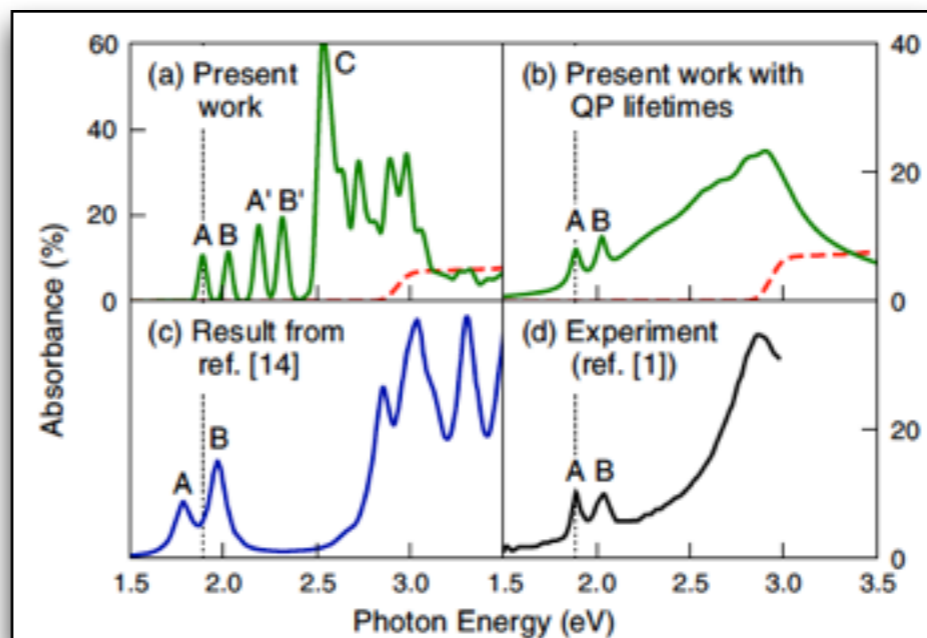 60
40
20
0
Absorbance (%)
(a) Present
work
C
A' B'
A B
(b) Present work with
QP lifetimes
A B
40
20
0
(c) Result from
ref. [14]
A
B
(d) Experiment
(ref. [1])
A B
20
0
1.5 2.0 2.5 3.0 1.5 2.0 2.5 3.0 3.5
Photon Energy (eV)